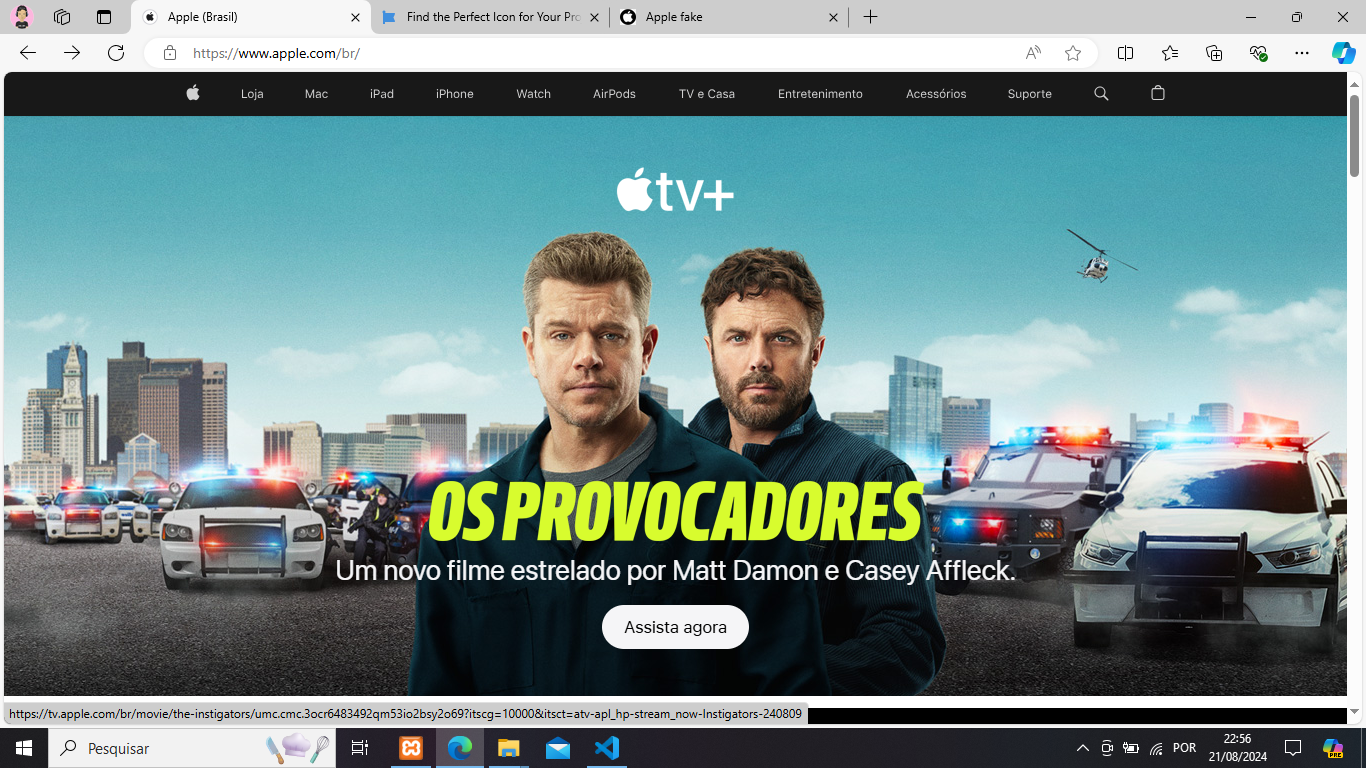 Apple (Brasil)
Find the Perfect Icon for Your Pro
Apple fake
https://www.apple.com/br/
Loja
Mac
iPad
iPhone
Watch
AirPods
TV e Casa
Entretenimento
Acessórios
Suporte
tv+
OS PROVOCADORES
Um novo filme estrelado por Matt Damon e Casey Affleck.
Assista agora
https://tv.apple.com/br/movie/the-instigators/umc.cmc.3ocr6483492qm53io2bsy2o69?itscg=10000&itsct=atv-apl_hp-stream_now-Instigators-240809
Pesquisar
POR
22:56
21/08/2024
PRE